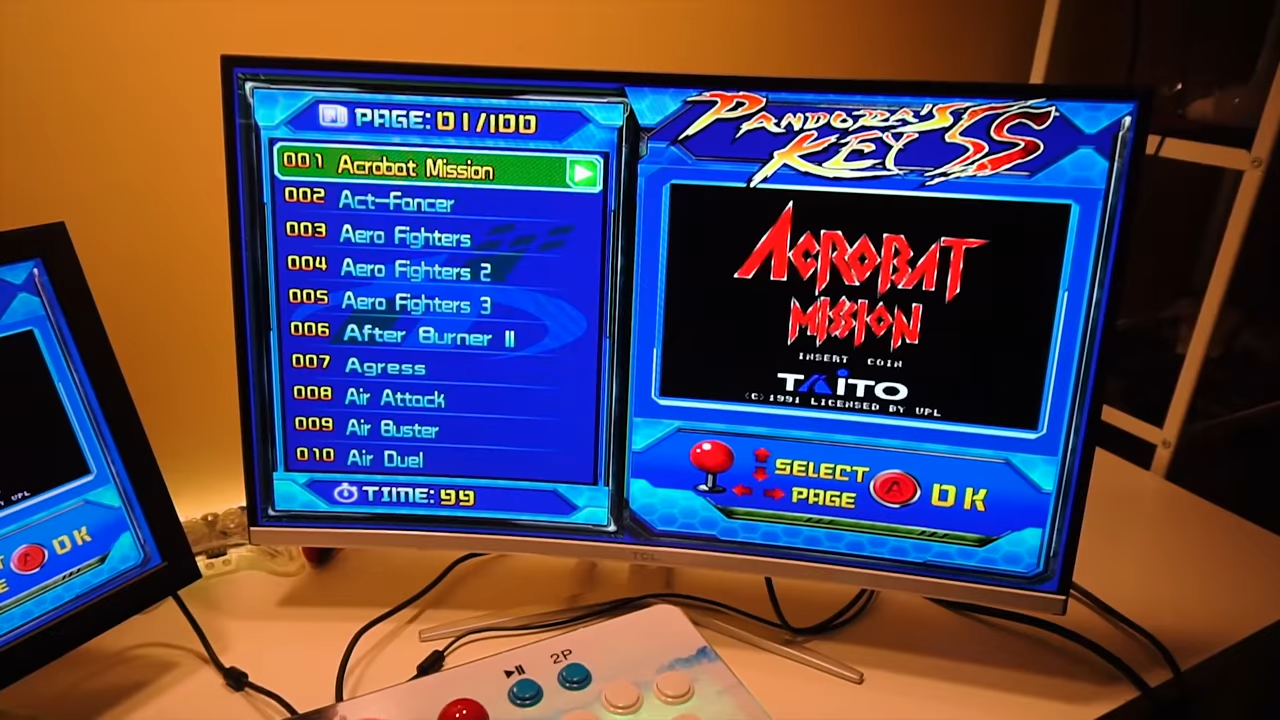 PAGE:01/100
001 Acrobat Mission
002 Act-Fancer
003 Aero Fighters
004 Aero Fighters 2
005 Aero Fighters 3
006 After Burner II
007 Agress
008 Air Attack
009 Air Buster
010 Air Duel
TIME:99
PANDORA'S
KEY 5S
ACROBAT
MISSION
INSERT COIN
TAITO
(C) 1991 LICENSED BY UPL
SELECT
PAGE
A OK
TCL
UPL
A OK
2P